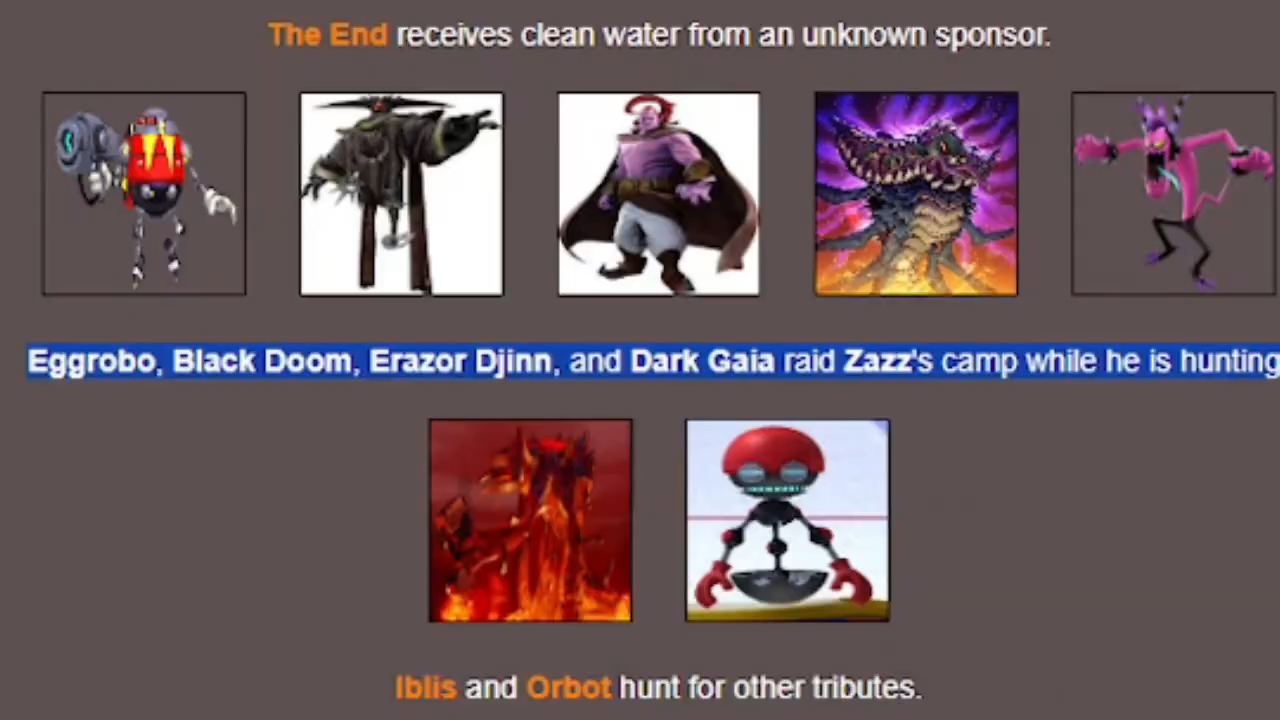 The End receives clean water from an unknown sponsor.
Eggrobo, Black Doom, Erazor Djinn, and Dark Gaia raid Zazz's camp while he is hunting
Iblis and Orbot hunt for other tributes.